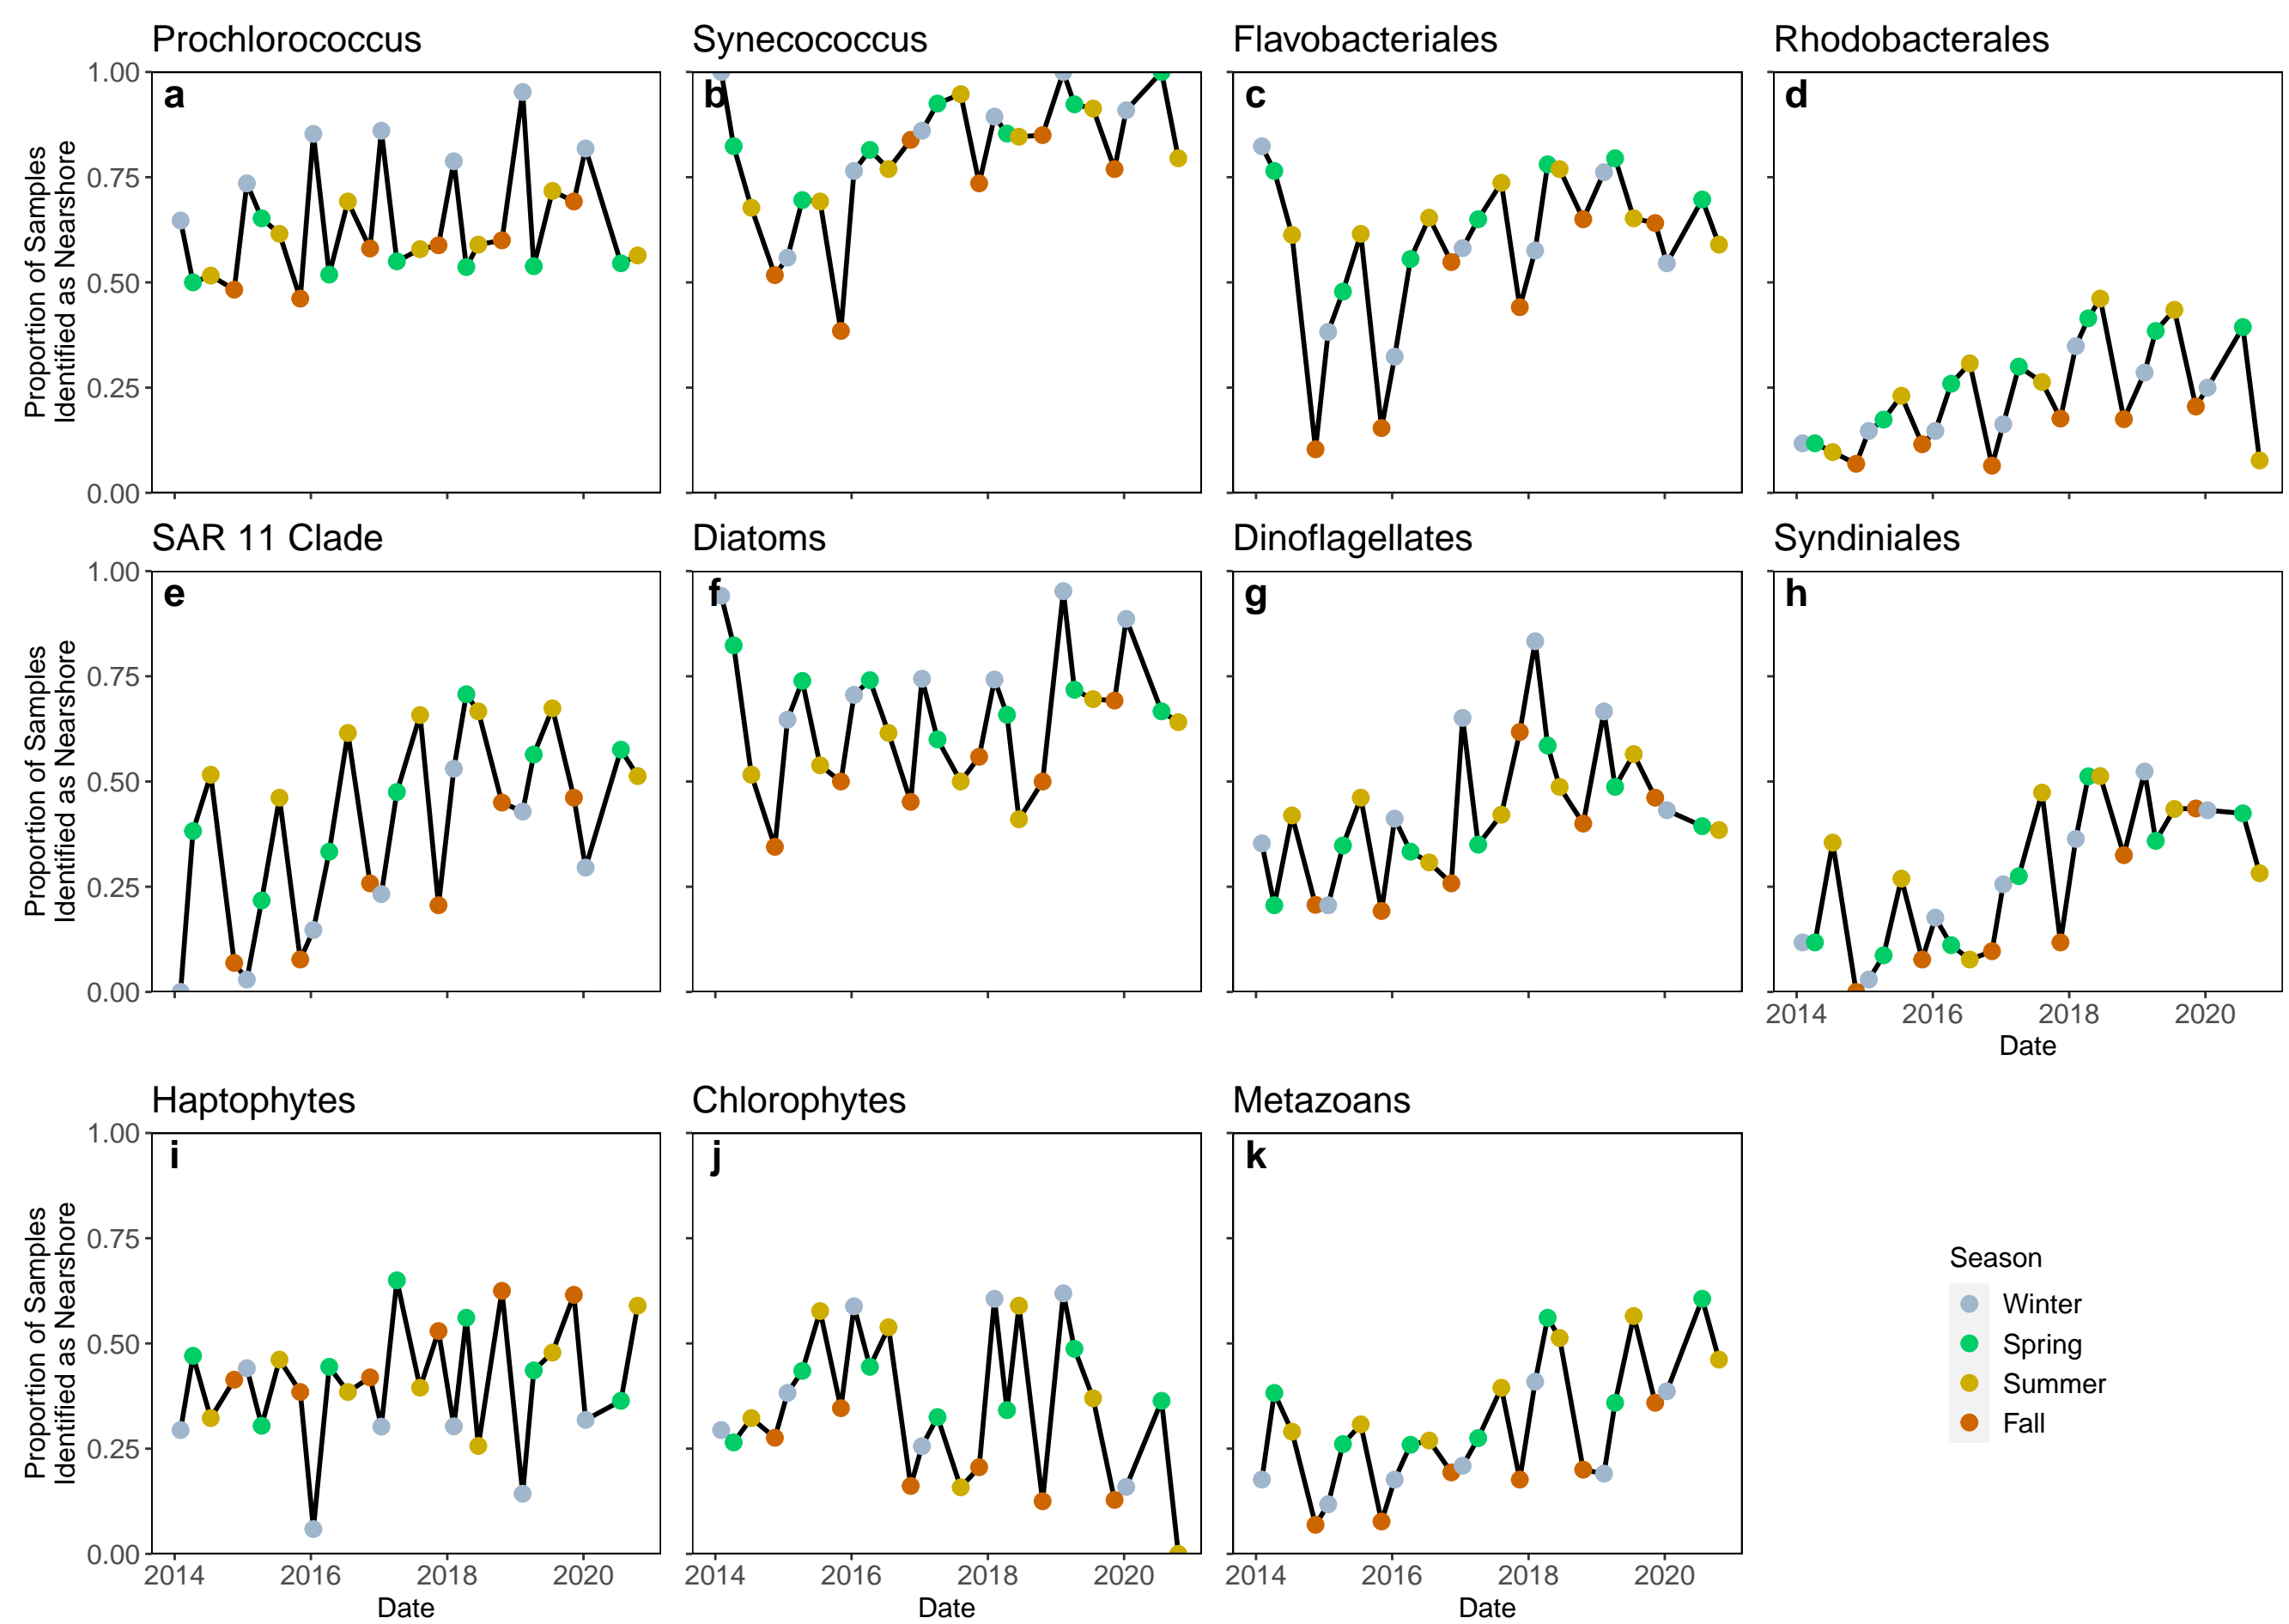 Prochlorococcus
Synecococcus
Flavobacteriales
Rhodobacterales
a
b
c
d
Proportion of Samples
Identified as Nearshore
1.00
0.75
0.50
0.25
0.00
SAR 11 Clade
Diatoms
Dinoflagellates
Syndiniales
e
f
g
h
Proportion of Samples
Identified as Nearshore
1.00
0.75
0.50
0.25
0.00
2014 2016 2018 2020
Date
Haptophytes
Chlorophytes
Metazoans
i
j
k
Proportion of Samples
Identified as Nearshore
1.00
0.75
0.50
0.25
0.00
2014 2016 2018 2020
Date
2014 2016 2018 2020
Date
2014 2016 2018 2020
Date
Season
Winter
Spring
Summer
Fall